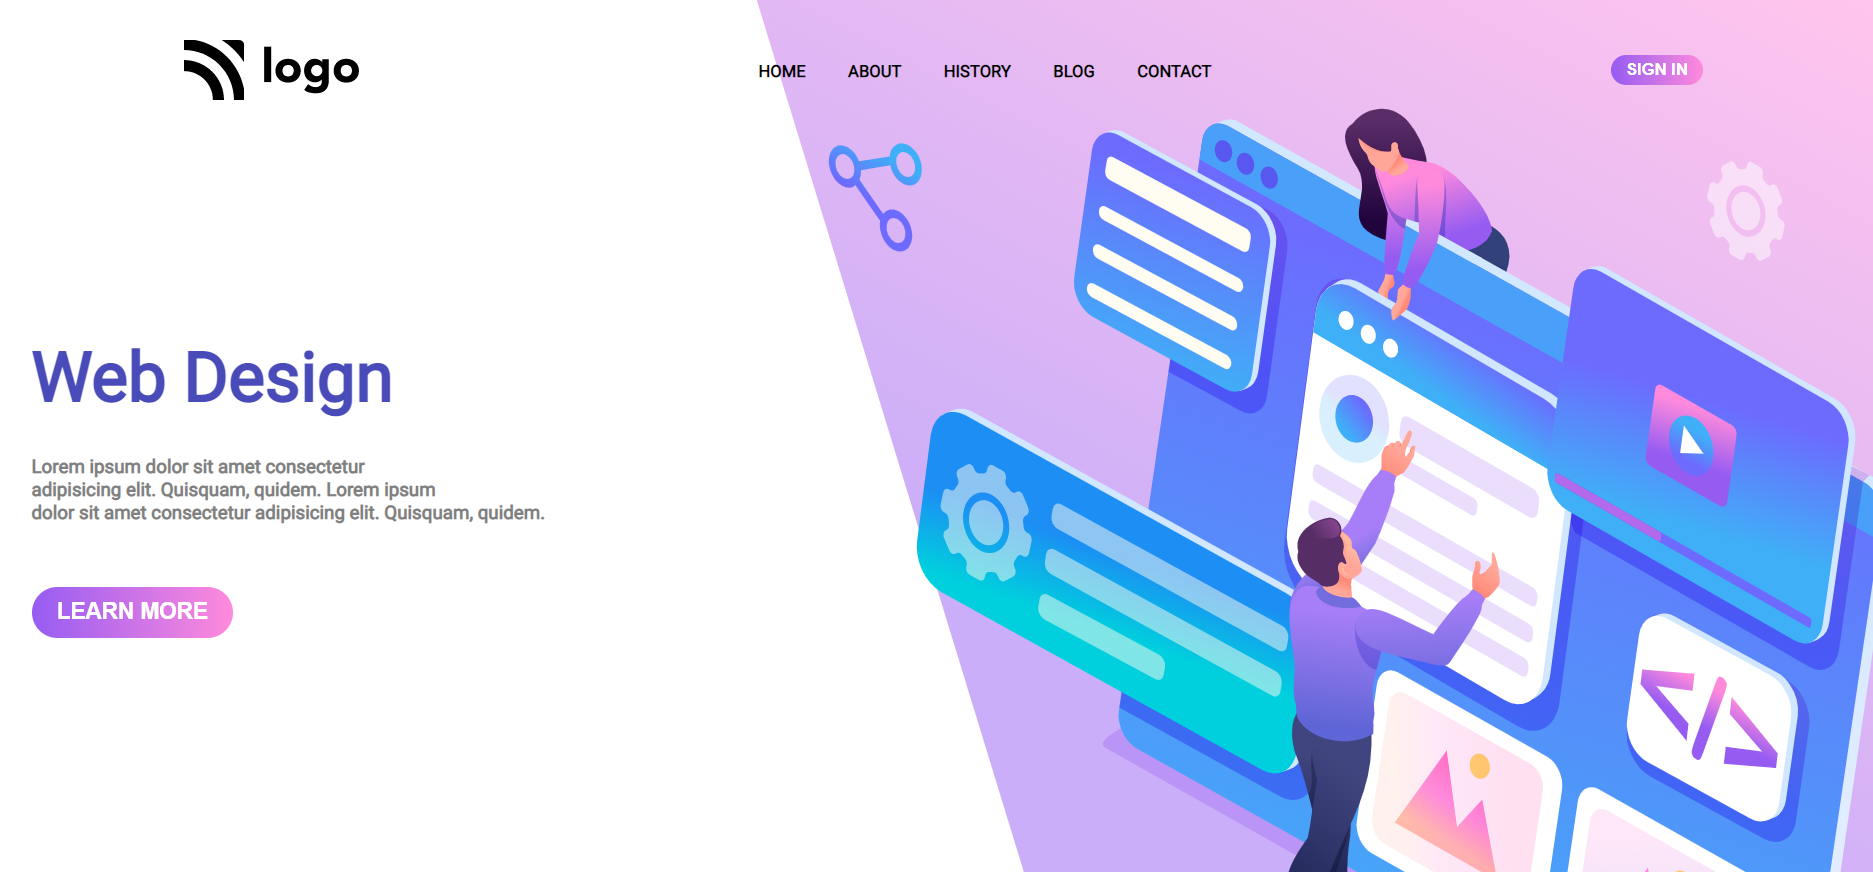 logo
HOME ABOUT HISTORY BLOG CONTACT
SIGN IN
Web Design
Lorem ipsum dolor sit amet consectetur
adipisicing elit. Quisquam, quidem. Lorem ipsum
dolor sit amet consectetur adipisicing elit. Quisquam, quidem.
LEARN MORE
</>